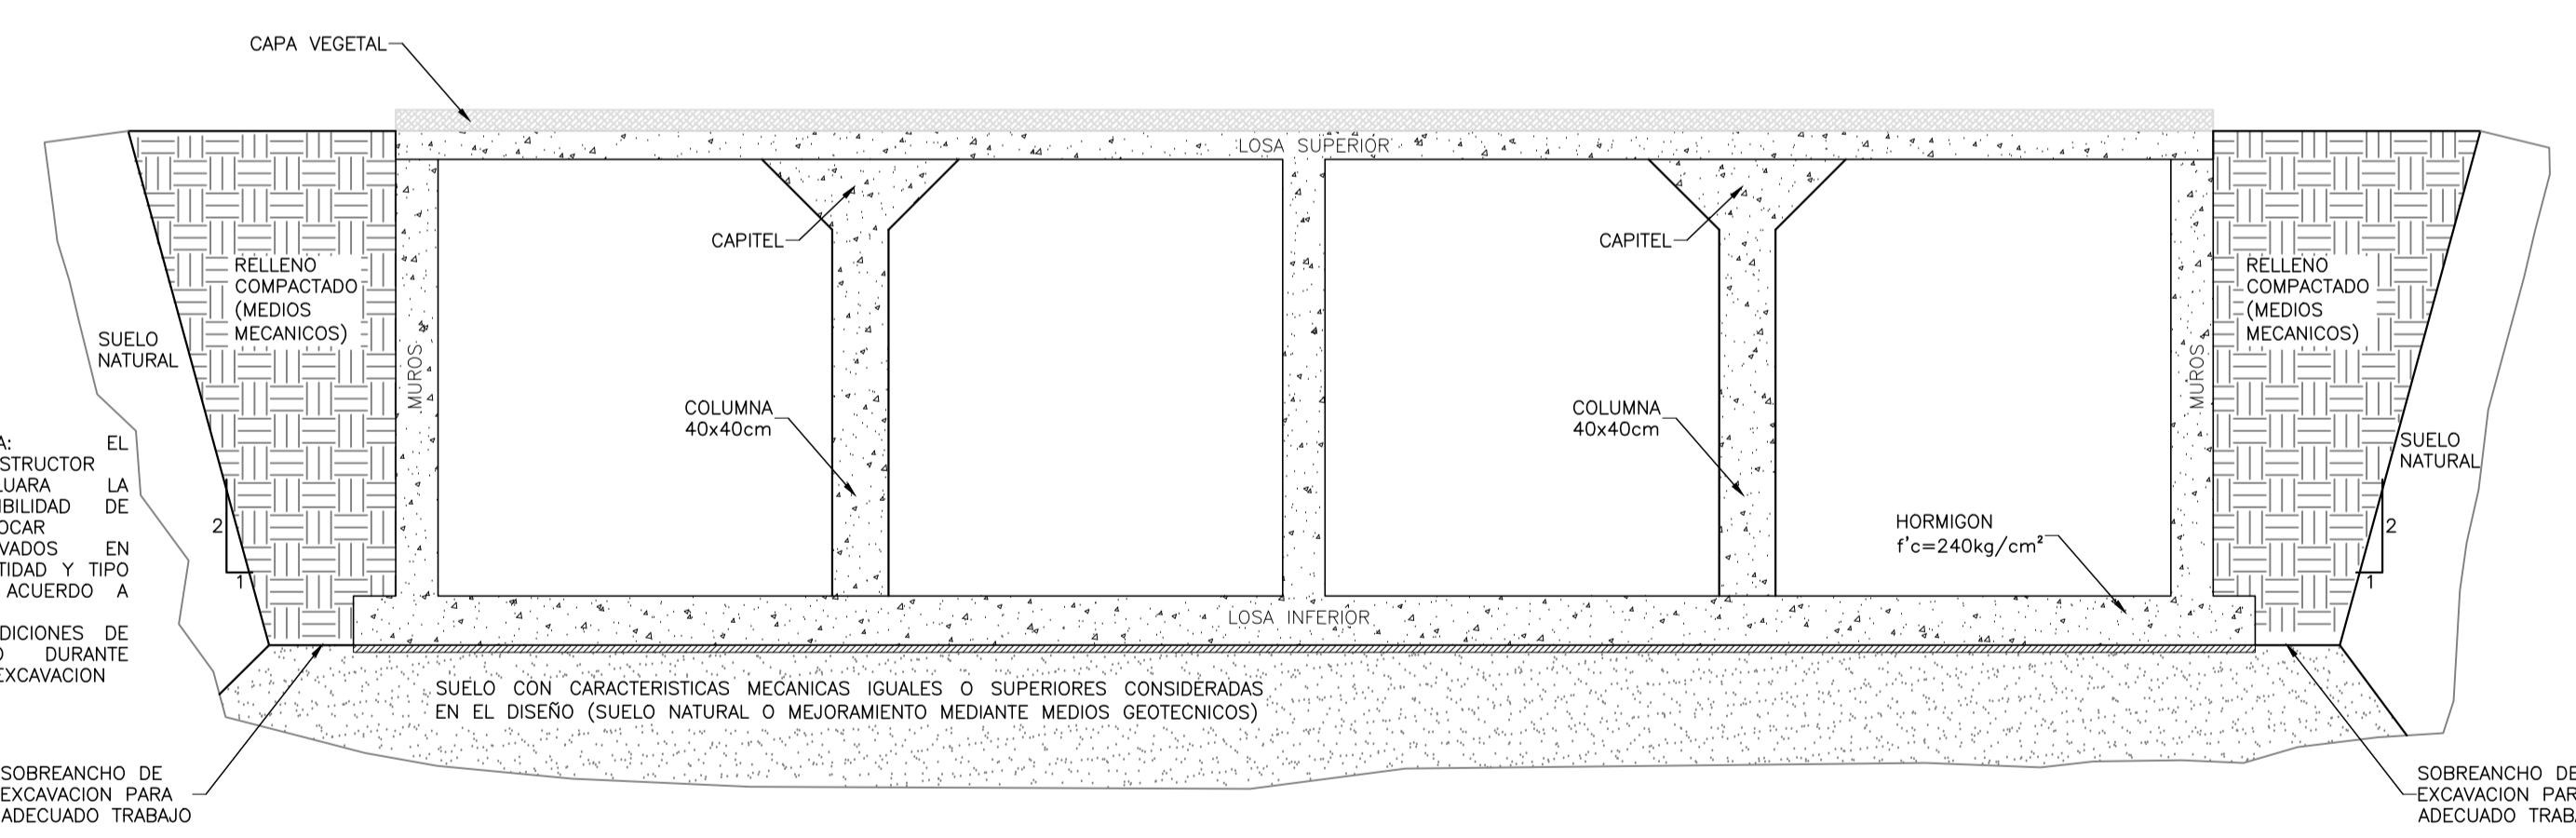 CAPA VEGETAL
LOSA SUPERIOR
CAPITEL
CAPITEL
RELLENO
COMPACTADO
(MEDIOS
MECANICOS)
RELLENO
COMPACTADO
(MEDIOS
MECANICOS)
SUELO
NATURAL
MUROS
MUROS
COLUMNA
40x40cm
COLUMNA
40x40cm
SUELO
NATURAL
A: EL
STRUCTOR
LUARA LA
IBILIDAD DE
OCAR
VADOS EN
TIDAD Y TIPO
ACUERDO A
DICIONES DE
O DURANTE
EXCAVACION
2
1
HORMIGON
f'c=240kg/cm²
2
1
LOSA INFERIOR
SUELO CON CARACTERISTICAS MECANICAS IGUALES O SUPERIORES CONSIDERADAS
EN EL DISEÑO (SUELO NATURAL O MEJORAMIENTO MEDIANTE MEDIOS GEOTECNICOS)
SOBREANCHO DE
EXCAVACION PARA
ADECUADO TRABAJO
SOBREANCHO DE
EXCAVACION PAR
ADECUADO TRAB